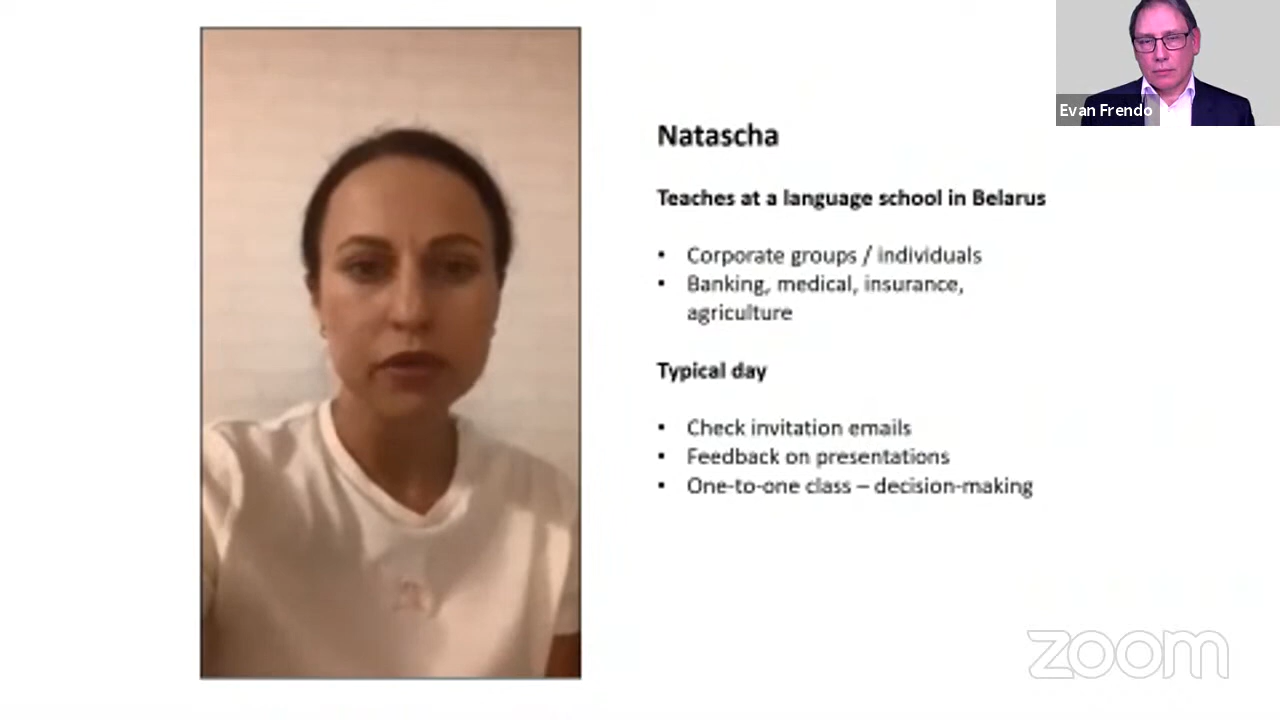 Evan Frendo
Natascha
Teaches at a language school in Belarus
• Corporate groups / individuals
• Banking, medical, insurance,
agriculture
Typical day
• Check invitation emails
• Feedback on presentations
• One-to-one class – decision-making
zoom